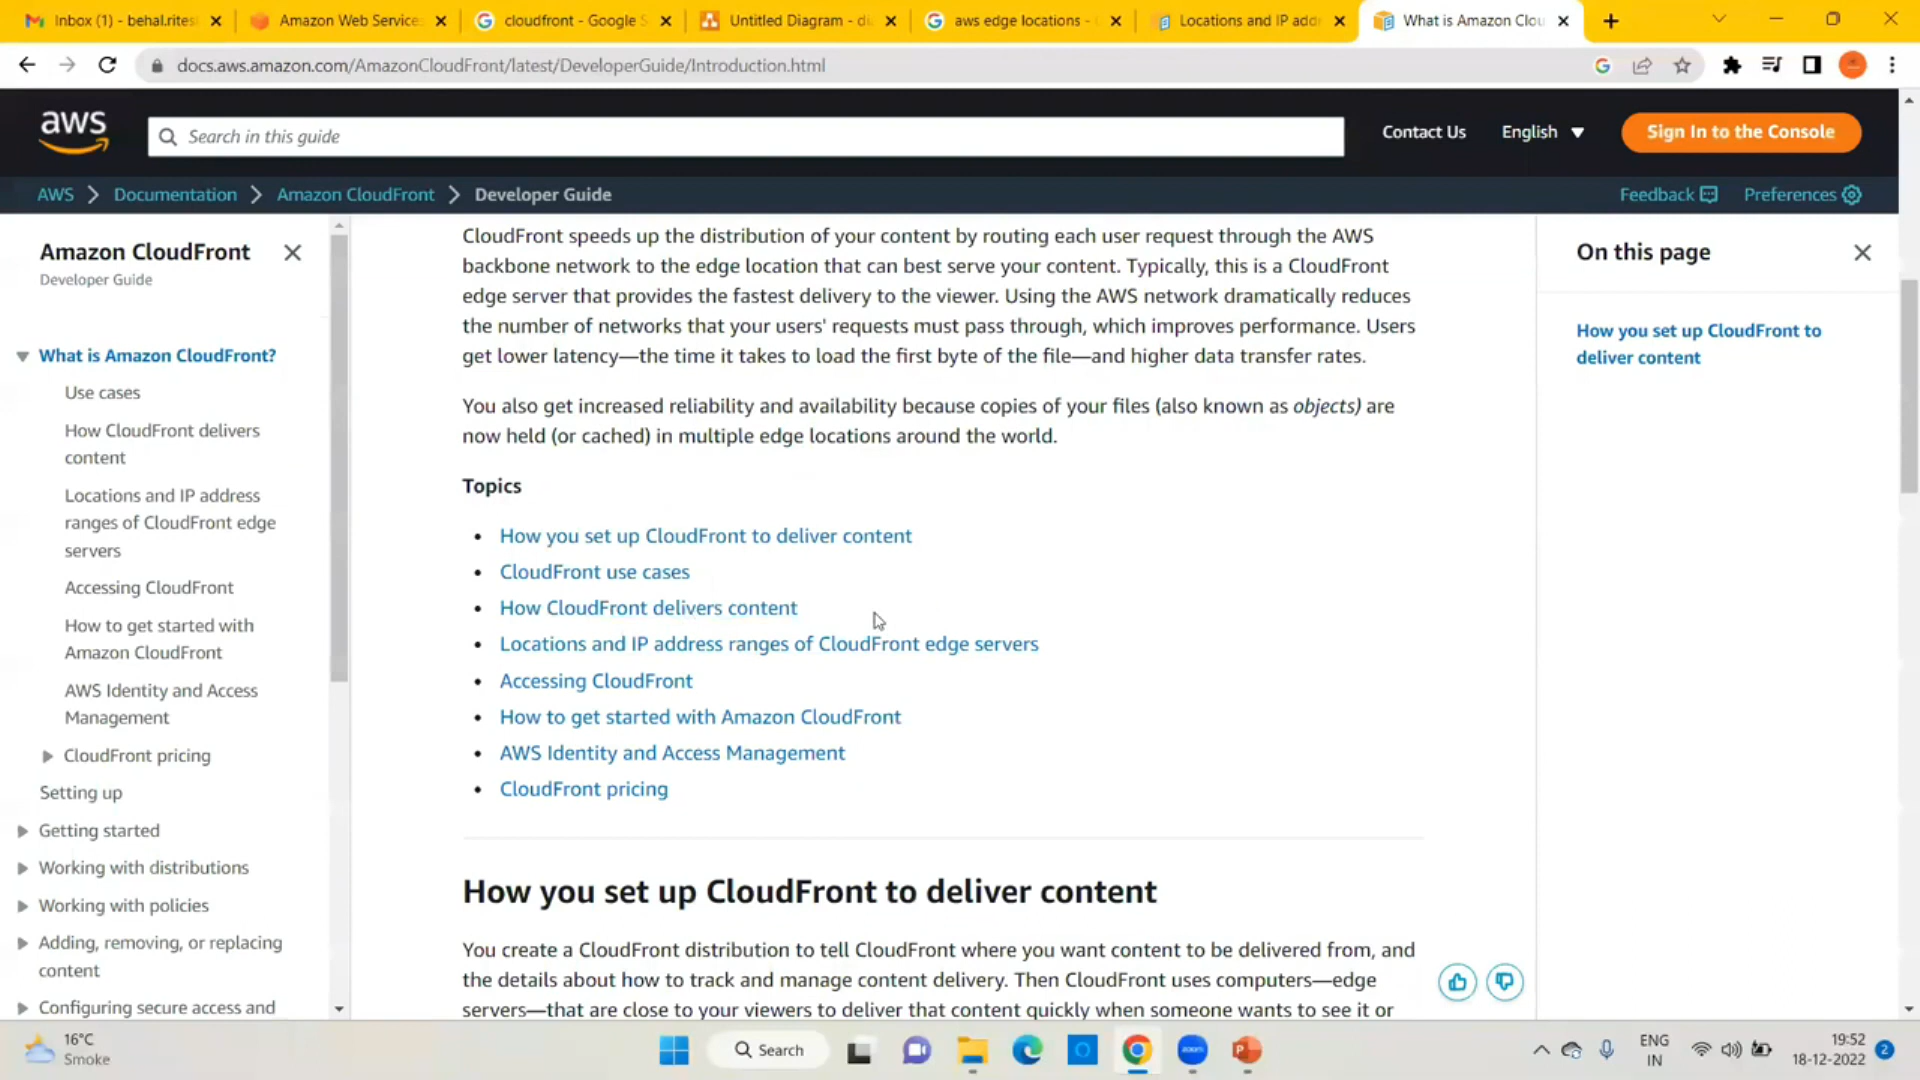 Inbox (1) - behal.rites
Amazon Web Service
cloudfront - Google S
Untitled Diagram - di
aws edge locations -
Locations and IP addr
What is Amazon Clou
docs.aws.amazon.com/AmazonCloudFront/latest/DeveloperGuide/Introduction.html
aws
Search in this guide
Contact Us
English
Sign In to the Console
AWS
Documentation
Amazon CloudFront
Developer Guide
Feedback
Preferences
Amazon CloudFront
Developer Guide
What is Amazon CloudFront?
Use cases
How CloudFront delivers
content
Locations and IP address
ranges of CloudFront edge
servers
Accessing CloudFront
How to get started with
Amazon CloudFront
AWS Identity and Access
Management
CloudFront pricing
Setting up
Getting started
Working with distributions
Working with policies
Adding, removing, or replacing
content
Configuring secure access and
CloudFront speeds up the distribution of your content by routing each user request through the AWS
backbone network to the edge location that can best serve your content. Typically, this is a CloudFront
edge server that provides the fastest delivery to the viewer. Using the AWS network dramatically reduces
the number of networks that your users' requests must pass through, which improves performance. Users
get lower latency—the time it takes to load the first byte of the file—and higher data transfer rates.
You also get increased reliability and availability because copies of your files (also known as objects) are
now held (or cached) in multiple edge locations around the world.
Topics
• How you set up CloudFront to deliver content
• CloudFront use cases
• How CloudFront delivers content
• Locations and IP address ranges of CloudFront edge servers
• Accessing CloudFront
• How to get started with Amazon CloudFront
• AWS Identity and Access Management
• CloudFront pricing
How you set up CloudFront to deliver content
You create a CloudFront distribution to tell CloudFront where you want content to be delivered from, and
the details about how to track and manage content delivery. Then CloudFront uses computers—edge
servers—that are close to your viewers to deliver that content quickly when someone wants to see it or
On this page
How you set up CloudFront to
deliver content
16°C
Smoke
Search
zoom
ENG
IN
19:52
18-12-2022
2